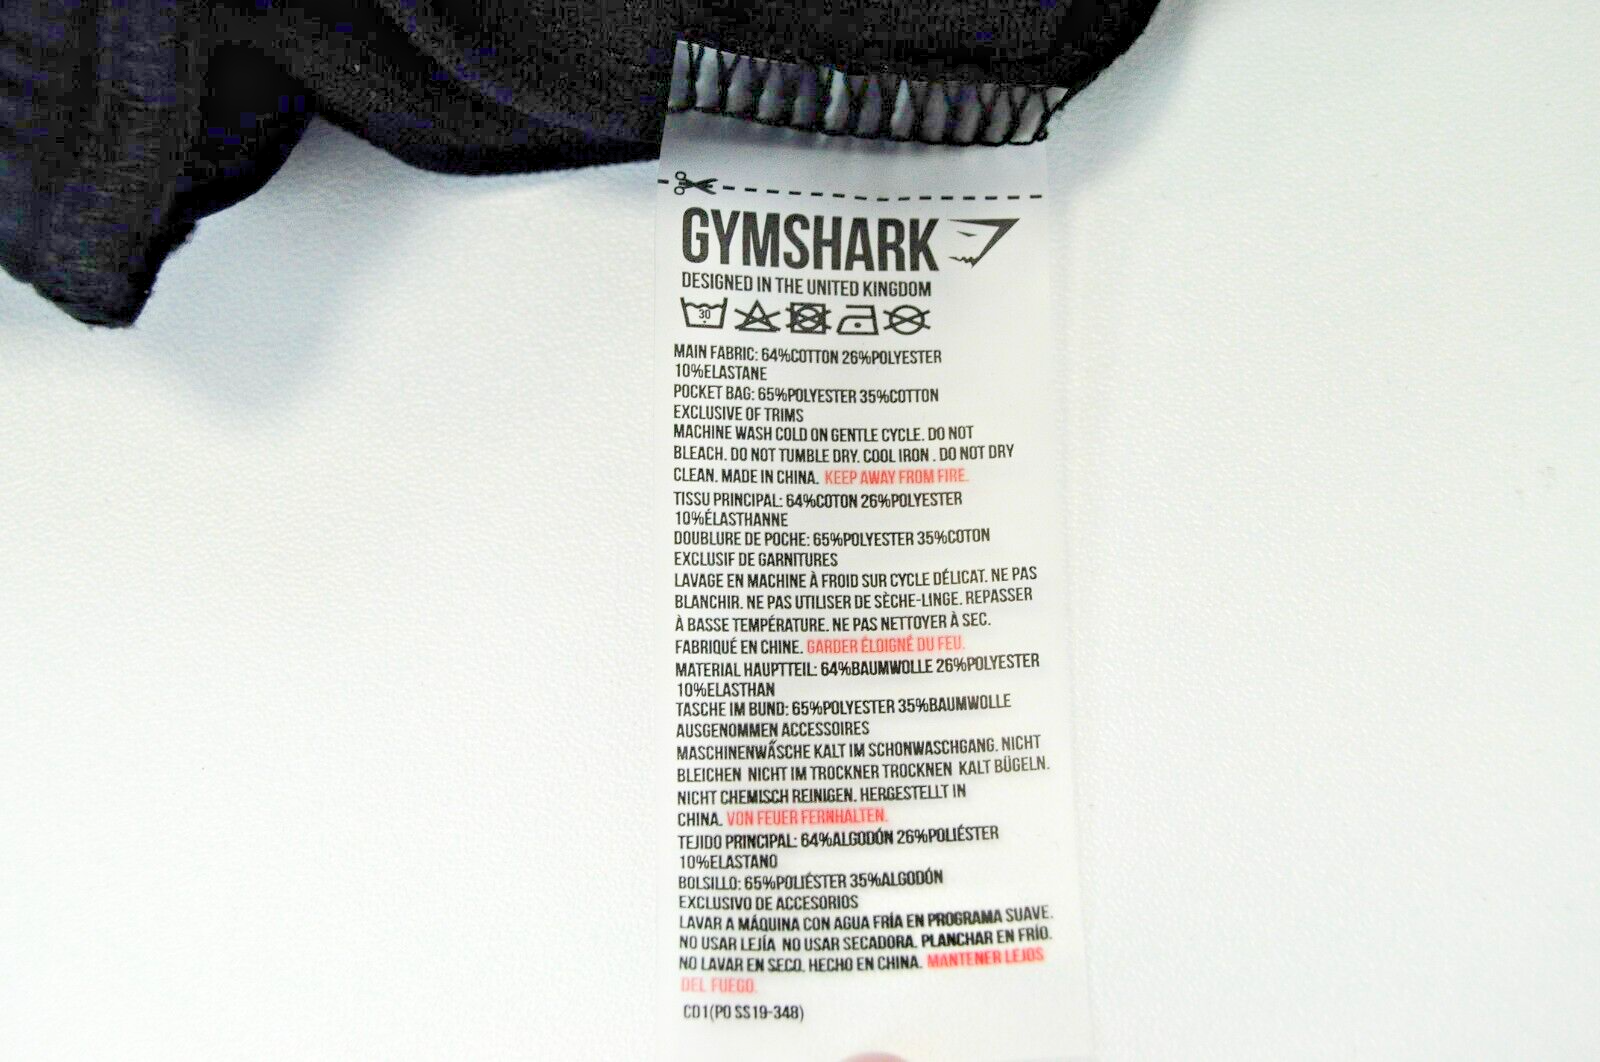 GYMSHARK
DESIGNED IN THE UNITED KINGDOM
30
MAIN FABRIC: 64%COTTON 26%POLYESTER
10%ELASTANE
POCKET BAG: 65%POLYESTER 35%COTTON
EXCLUSIVE OF TRIMS
MACHINE WASH COLD ON GENTLE CYCLE. DO NOT
BLEACH. DO NOT TUMBLE DRY. COOL IRON . DO NOT DRY
CLEAN. MADE IN CHINA. KEEP AWAY FROM FIRE.
TISSU PRINCIPAL: 64%COTON 26%POLYESTER
10%ÉLASTHANNE
DOUBLURE DE POCHE: 65%POLYESTER 35%COTON
EXCLUSIF DE GARNITURES
LAVAGE EN MACHINE À FROID SUR CYCLE DÉLICAT. NE PAS
BLANCHIR. NE PAS UTILISER DE SÈCHE-LINGE. REPASSER
À BASSE TEMPÉRATURE. NE PAS NETTOYER À SEC.
FABRIQUÉ EN CHINE. GARDER ÉLOIGNÉ DU FEU.
MATERIAL HAUPTTEIL: 64%BAUMWOLLE 26%POLYESTER
10%ELASTHAN
TASCHE IM BUND: 65%POLYESTER 35%BAUMWOLLE
AUSGENOMMEN ACCESSOIRES
MASCHINENWÄSCHE KALT IM SCHONWASCHGANG. NICHT
BLEICHEN NICHT IM TROCKNER TROCKNEN KALT BÜGELN.
NICHT CHEMISCH REINIGEN. HERGESTELLT IN
CHINA. VON FEUER FERNHALTEN.
TEJIDO PRINCIPAL: 64%ALGODÓN 26%POLIÉSTER
10%ELASTANO
BOLSILLO: 65%POLIÉSTER 35%ALGODÓN
EXCLUSIVO DE ACCESORIOS
LAVAR A MÁQUINA CON AGUA FRÍA EN PROGRAMA SUAVE.
NO USAR LEJÍA NO USAR SECADORA. PLANCHAR EN FRÍO.
NO LAVAR EN SECO. HECHO EN CHINA. MANTENER LEJOS
DEL FUEGO.
C01(PO SS19-348)